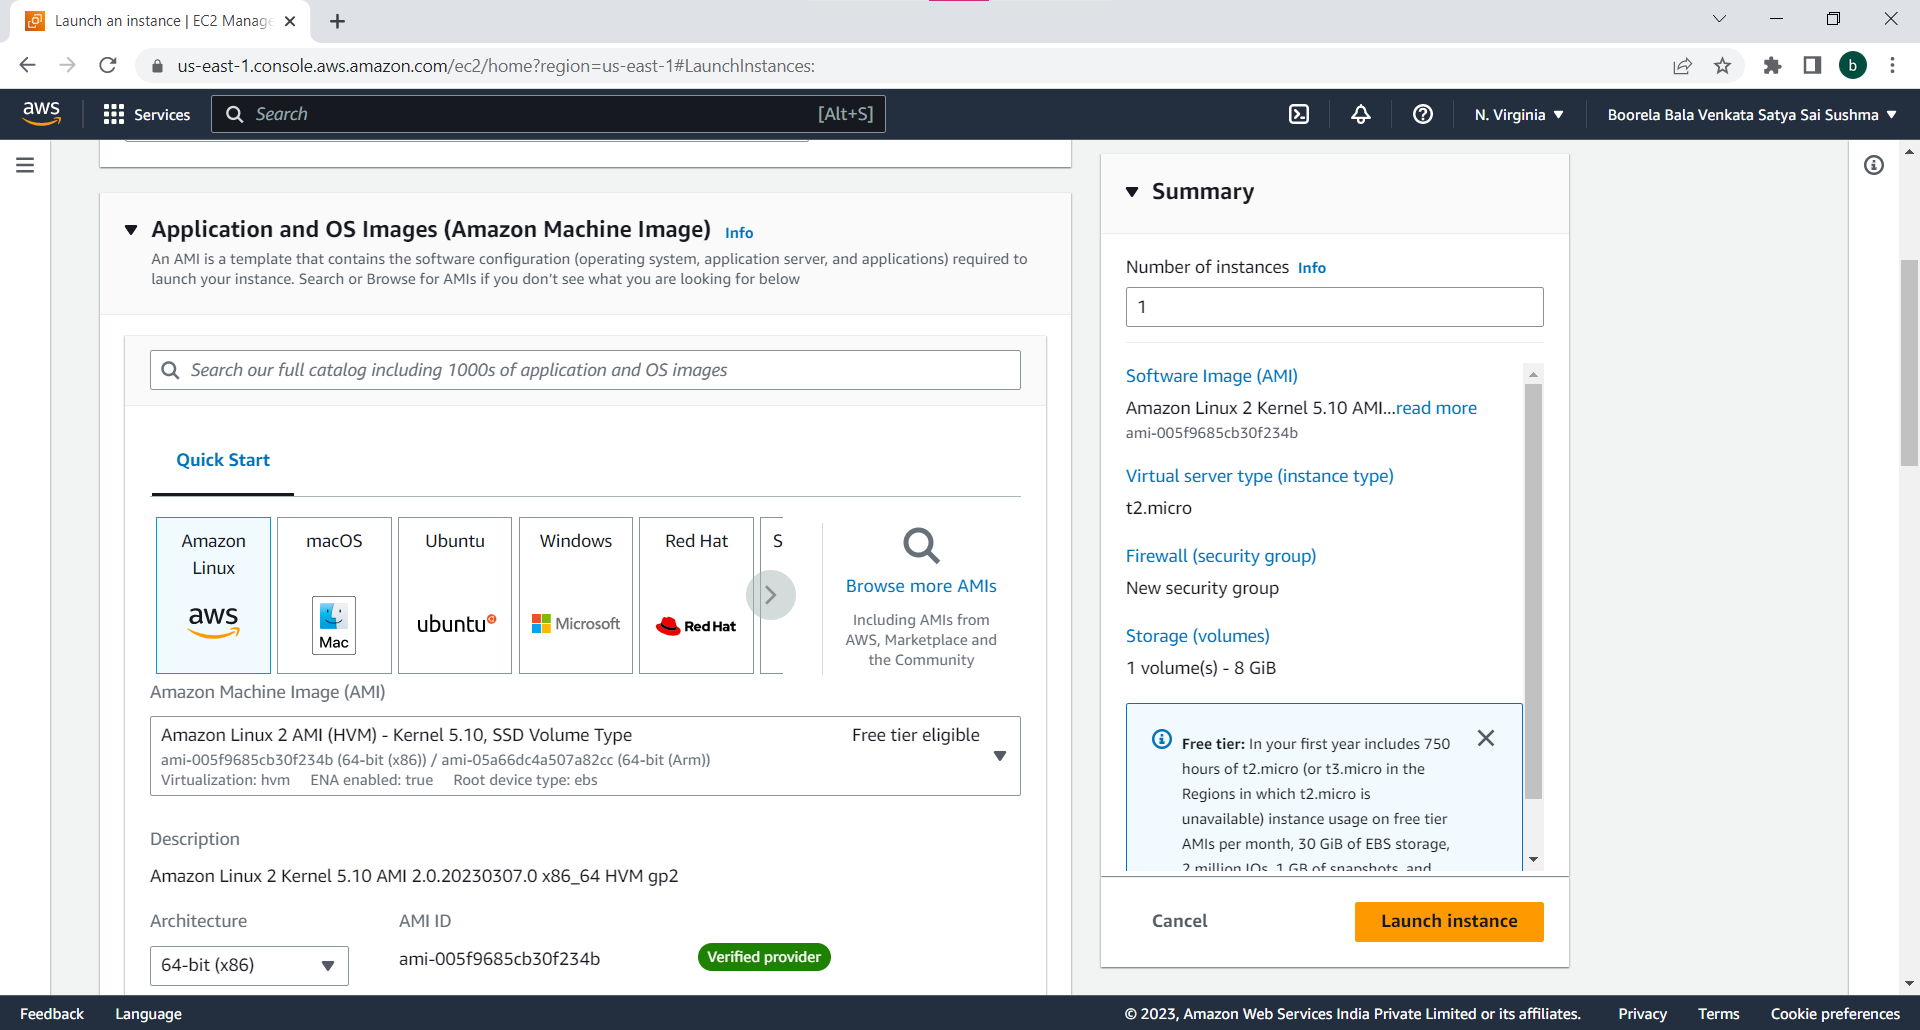 Launch an instance | EC2 Manage
us-east-1.console.aws.amazon.com/ec2/home?region=us-east-1#LaunchInstances:
b
aws
Services
Search
[Alt+S]
N. Virginia
Boorela Bala Venkata Satya Sai Sushma
Application and OS Images (Amazon Machine Image) Info
An AMI is a template that contains the software configuration (operating system, application server, and applications) required to
launch your instance. Search or Browse for AMIs if you don't see what you are looking for below
Search our full catalog including 1000s of application and OS images
Quick Start
Amazon
Linux
aws
macOS
Mac
Ubuntu
ubuntu
Windows
Microsoft
Red Hat
Red Hat
S
Browse more AMIs
Including AMIs from
AWS, Marketplace and
the Community
Amazon Machine Image (AMI)
Amazon Linux 2 AMI (HVM) - Kernel 5.10, SSD Volume Type
Free tier eligible
ami-005f9685cb30f234b (64-bit (x86)) / ami-05a66dc4a507a82cc (64-bit (Arm))
Virtualization: hvm ENA enabled: true Root device type: ebs
Description
Amazon Linux 2 Kernel 5.10 AMI 2.0.20230307.0 x86_64 HVM gp2
Architecture
AMI ID
64-bit (x86)
ami-005f9685cb30f234b
Verified provider
Summary
Number of instances Info
1
Software Image (AMI)
Amazon Linux 2 Kernel 5.10 AMI...read more
ami-005f9685cb30f234b
Virtual server type (instance type)
t2.micro
Firewall (security group)
New security group
Storage (volumes)
1 volume(s) - 8 GiB
Free tier: In your first year includes 750
hours of t2.micro (or t3.micro in the
Regions in which t2.micro is
unavailable) instance usage on free tier
AMIs per month, 30 GiB of EBS storage,
2 million IOs, 1 GB of snapshots, and
Cancel
Launch instance
Feedback
Language
© 2023, Amazon Web Services India Private Limited or its affiliates.
Privacy
Terms
Cookie preferences